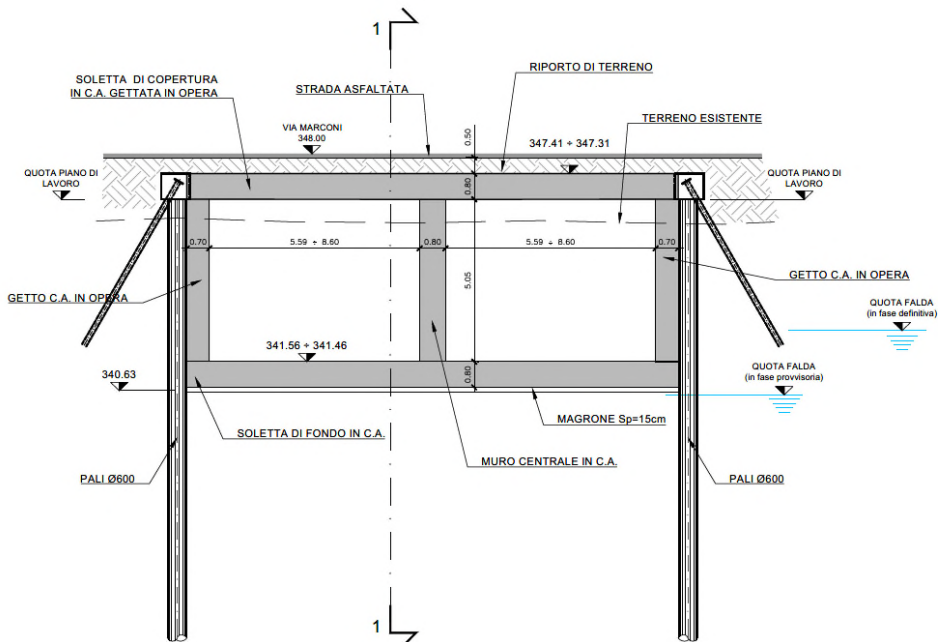 1
RIPORTO DI TERRENO
SOLETTA DI COPERTURA
IN C.A. GETTATA IN OPERA
STRADA ASFALTATA
TERRENO ESISTENTE
VIA MARCONI
348.00
0.50
347.41 ÷ 347.31
QUOTA PIANO DI
LAVORO
0.80
QUOTA PIANO DI
LAVORO
0.70
5.59 ÷ 8.60
0.80
5.59 ÷ 8.60
0.70
5.05
GETTO C.A. IN OPERA
GETTO C.A. IN OPERA
QUOTA FALDA
(in fase definitiva)
341.56 ÷ 341.46
340.63
0.80
QUOTA FALDA
(in fase provvisoria)
MAGRONE Sp=15cm
SOLETTA DI FONDO IN C.A.
MURO CENTRALE IN C.A.
PALI Ø600
PALI Ø600
1